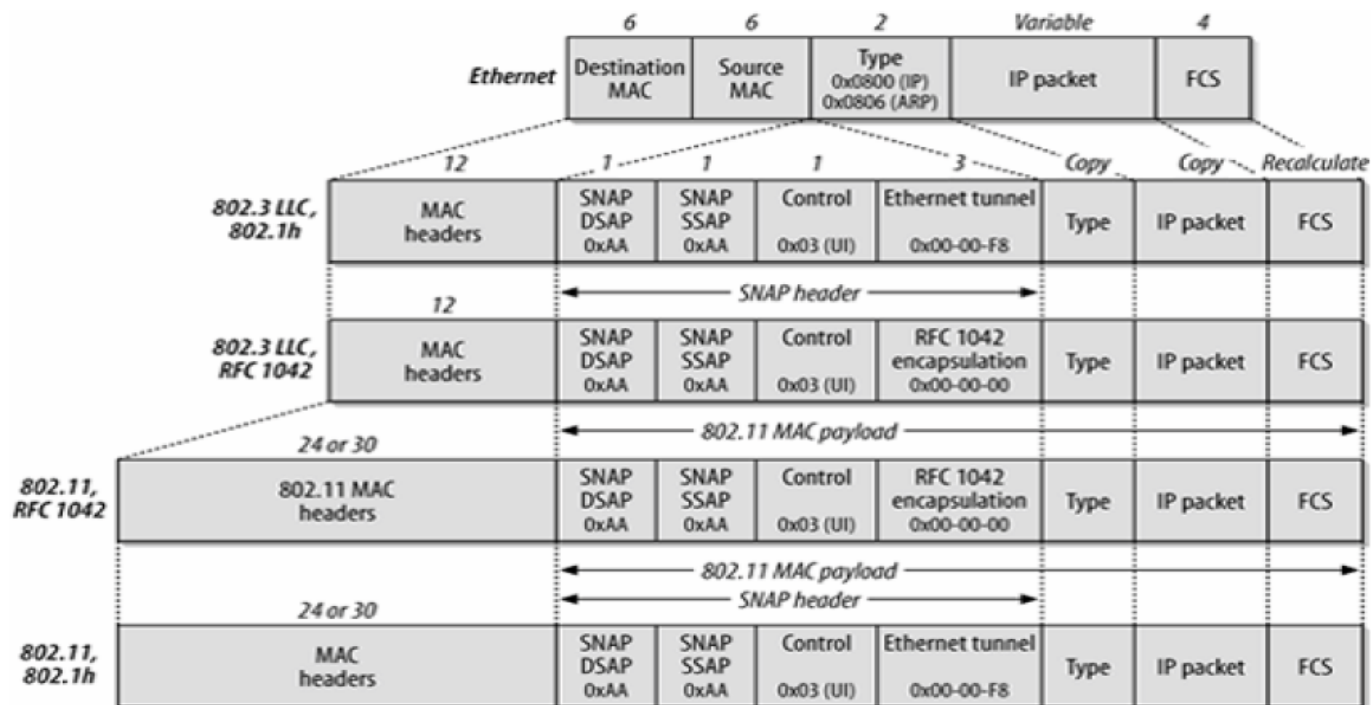 6 6 2 Variable 4
Ethernet
Destination MAC
Source MAC
Type
0x0800 (IP)
0x0806 (ARP)
IP packet
FCS
12 1 1 1 3 Copy Copy Recalculate
802.3 LLC,
802.1h
MAC
headers
SNAP
DSAP
0xAA
SNAP
SSAP
0xAA
Control
0x03 (UI)
Ethernet tunnel
0x00-00-F8
Type
IP packet
FCS
SNAP header
12
802.3 LLC,
RFC 1042
MAC
headers
SNAP
DSAP
0xAA
SNAP
SSAP
0xAA
Control
0x03 (UI)
RFC 1042
encapsulation
0x00-00-00
Type
IP packet
FCS
802.11 MAC payload
24 or 30
802.11,
RFC 1042
802.11 MAC
headers
SNAP
DSAP
0xAA
SNAP
SSAP
0xAA
Control
0x03 (UI)
RFC 1042
encapsulation
0x00-00-00
Type
IP packet
FCS
802.11 MAC payload
SNAP header
24 or 30
802.11,
802.1h
MAC
headers
SNAP
DSAP
0xAA
SNAP
SSAP
0xAA
Control
0x03 (UI)
Ethernet tunnel
0x00-00-F8
Type
IP packet
FCS